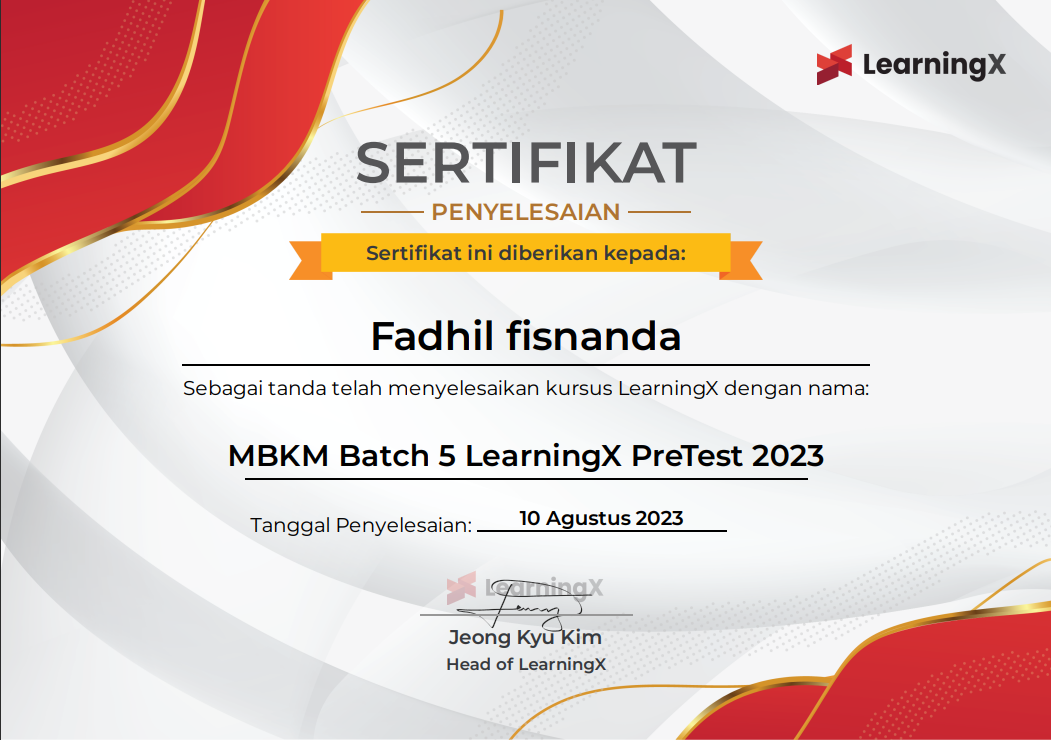 LearningX
SERTIFIKAT
PENYELESAIAN
Sertifikat ini diberikan kepada:
Fadhil fisnanda
Sebagai tanda telah menyelesaikan kursus LearningX dengan nama:
MBKM Batch 5 LearningX PreTest 2023
Tanggal Penyelesaian: 10 Agustus 2023
LearningX
Jeong Kyu Kim
Head of LearningX